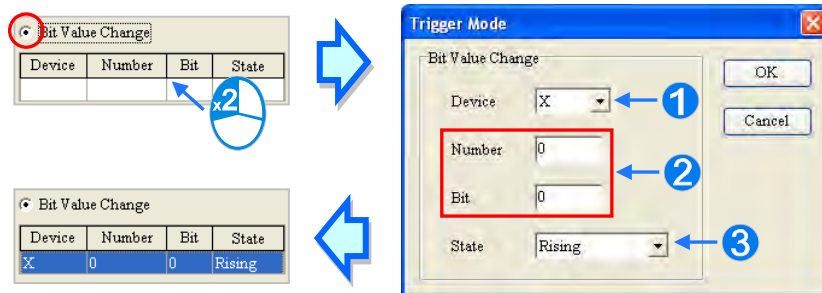 Bit Value Change
Device Number Bit State
x2
Trigger Mode
Bit Value Change
Device X 1
Number 0
Bit 0
2
State Rising 3
OK
Cancel
Bit Value Change
Device Number Bit State
X 0 0 Rising